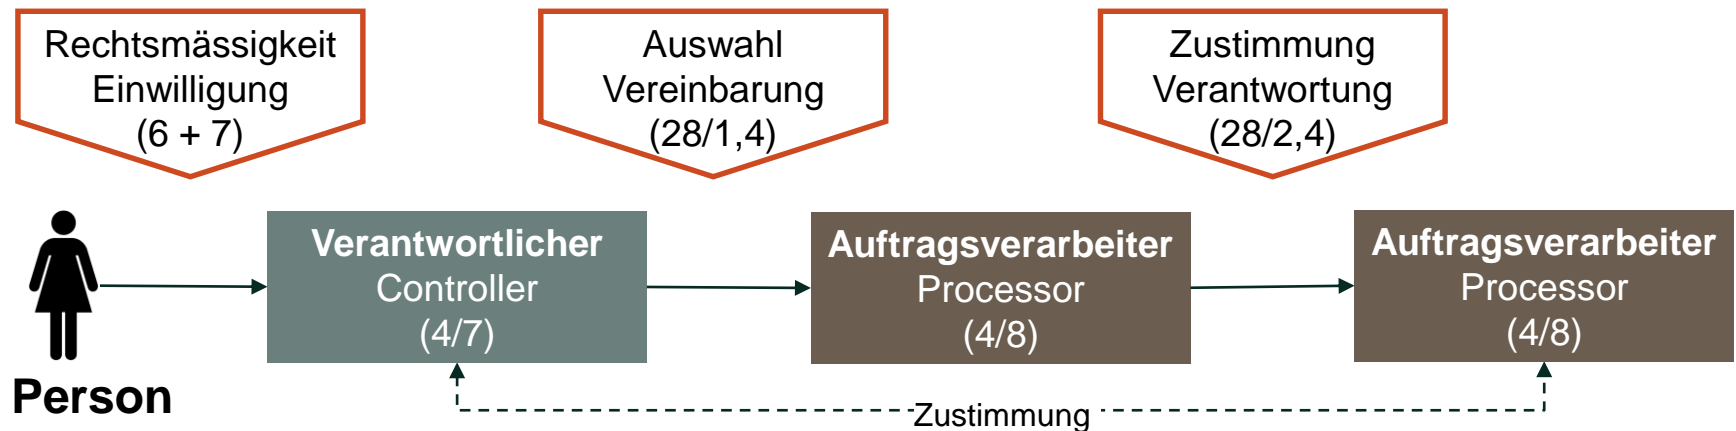 Rechtsmässigkeit
Einwilligung
(6 + 7)
Auswahl
Vereinbarung
(28/1,4)
Zustimmung
Verantwortung
(28/2,4)
Person
Verantwortlicher
Controller
(4/7)
Auftragsverarbeiter
Processor
(4/8)
Auftragsverarbeiter
Processor
(4/8)
Zustimmung